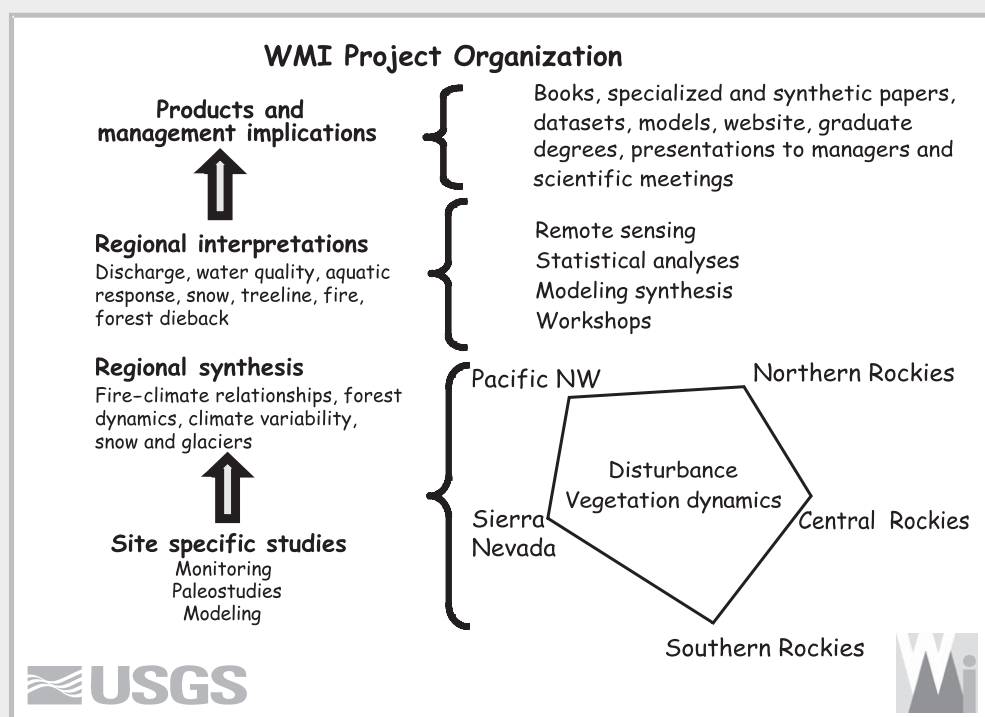 WMI Project Organization
Products and
management implications
Books, specialized and synthetic papers,
datasets, models, website, graduate
degrees, presentations to managers and
scientific meetings
Regional interpretations
Discharge, water quality, aquatic
response, snow, treeline, fire,
forest dieback
Remote sensing
Statistical analyses
Modeling synthesis
Workshops
Regional synthesis
Fire-climate relationships, forest
dynamics, climate variability,
snow and glaciers
Site specific studies
Monitoring
Paleostudies
Modeling
Pacific NW
Northern Rockies
Disturbance
Vegetation dynamics
Sierra
Nevada
Central Rockies
Southern Rockies
USGS
WMi